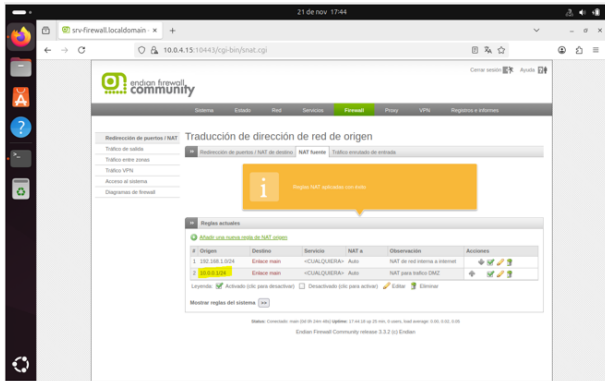 21 de nov 17:44
srv-firewall.localdomain -
10.0.4.15:10443/cgi-bin/snat.cgi
Cerrar sesión Ayuda
endian firewall
community
Sistema Estado Red Servicios Firewall Proxy VPN Registros e informes
Redirección de puertos / NAT
Tráfico de salida
Tráfico entre zonas
Tráfico VPN
Acceso al sistema
Diagramas de firewall
Traducción de dirección de red de origen
Redirección de puertos / NAT de destino NAT fuente Tráfico enrutado de entrada
Reglas NAT aplicadas con éxito
Reglas actuales
Añadir una nueva regla de NAT origen
# Origen Destino Servicio NAT a Observación Acciones
1 192.168.1.0/24 Enlace main <CUALQUIERA> Auto NAT de red interna a internet
2 10.0.0.1/24 Enlace main <CUALQUIERA> Auto NAT para trafico DMZ
Leyenda: Activado (clic para desactivar) Desactivado (clic para activar) Editar Eliminar
Mostrar reglas del sistema >>
Endian Firewall Community release 3.3.2 (c) Endian